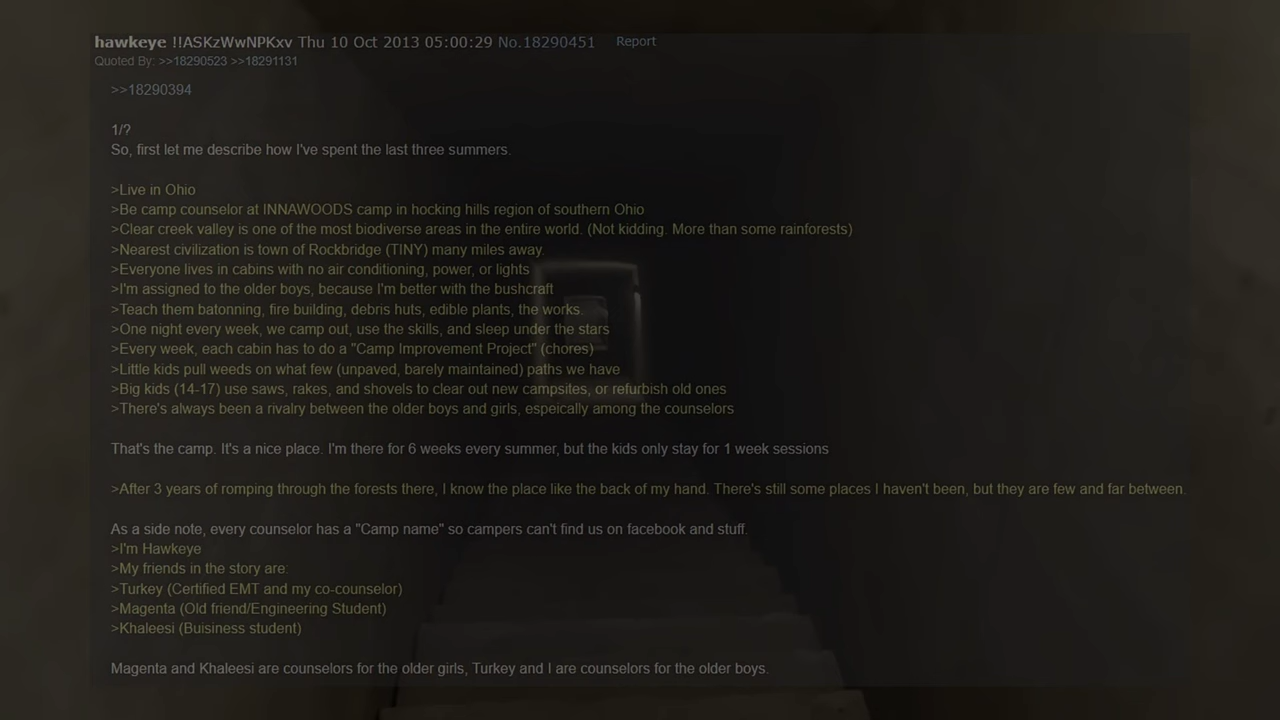 hawkeye !!ASKzWwNPKxv Thu 10 Oct 2013 05:00:29 No.18290451 Report
Quoted By: >>18290523 >>18291131
>>18290394
1/?
So, first let me describe how I've spent the last three summers.
>Live in Ohio
>Be camp counselor at INNAWOODS camp in hocking hills region of southern Ohio
>Clear creek valley is one of the most biodiverse areas in the entire world. (Not kidding. More than some rainforests)
>Nearest civilization is town of Rockbridge (TINY) many miles away.
>Everyone lives in cabins with no air conditioning, power, or lights
>I'm assigned to the older boys, because I'm better with the bushcraft
>Teach them batonning, fire building, debris huts, edible plants, the works.
>One night every week, we camp out, use the skills, and sleep under the stars
>Every week, each cabin has to do a "Camp Improvement Project" (chores)
>Little kids pull weeds on what few (unpaved, barely maintained) paths we have
>Big kids (14-17) use saws, rakes, and shovels to clear out new campsites, or refurbish old ones
>There's always been a rivalry between the older boys and girls, espeically among the counselors
That's the camp. It's a nice place. I'm there for 6 weeks every summer, but the kids only stay for 1 week sessions
>After 3 years of romping through the forests there, I know the place like the back of my hand. There's still some places I haven't been, but they are few and far between.
As a side note, every counselor has a "Camp name" so campers can't find us on facebook and stuff.
>I'm Hawkeye
>My friends in the story are:
>Turkey (Certified EMT and my co-counselor)
>Magenta (Old friend/Engineering Student)
>Khaleesi (Buisiness student)
Magenta and Khaleesi are counselors for the older girls, Turkey and I are counselors for the older boys.